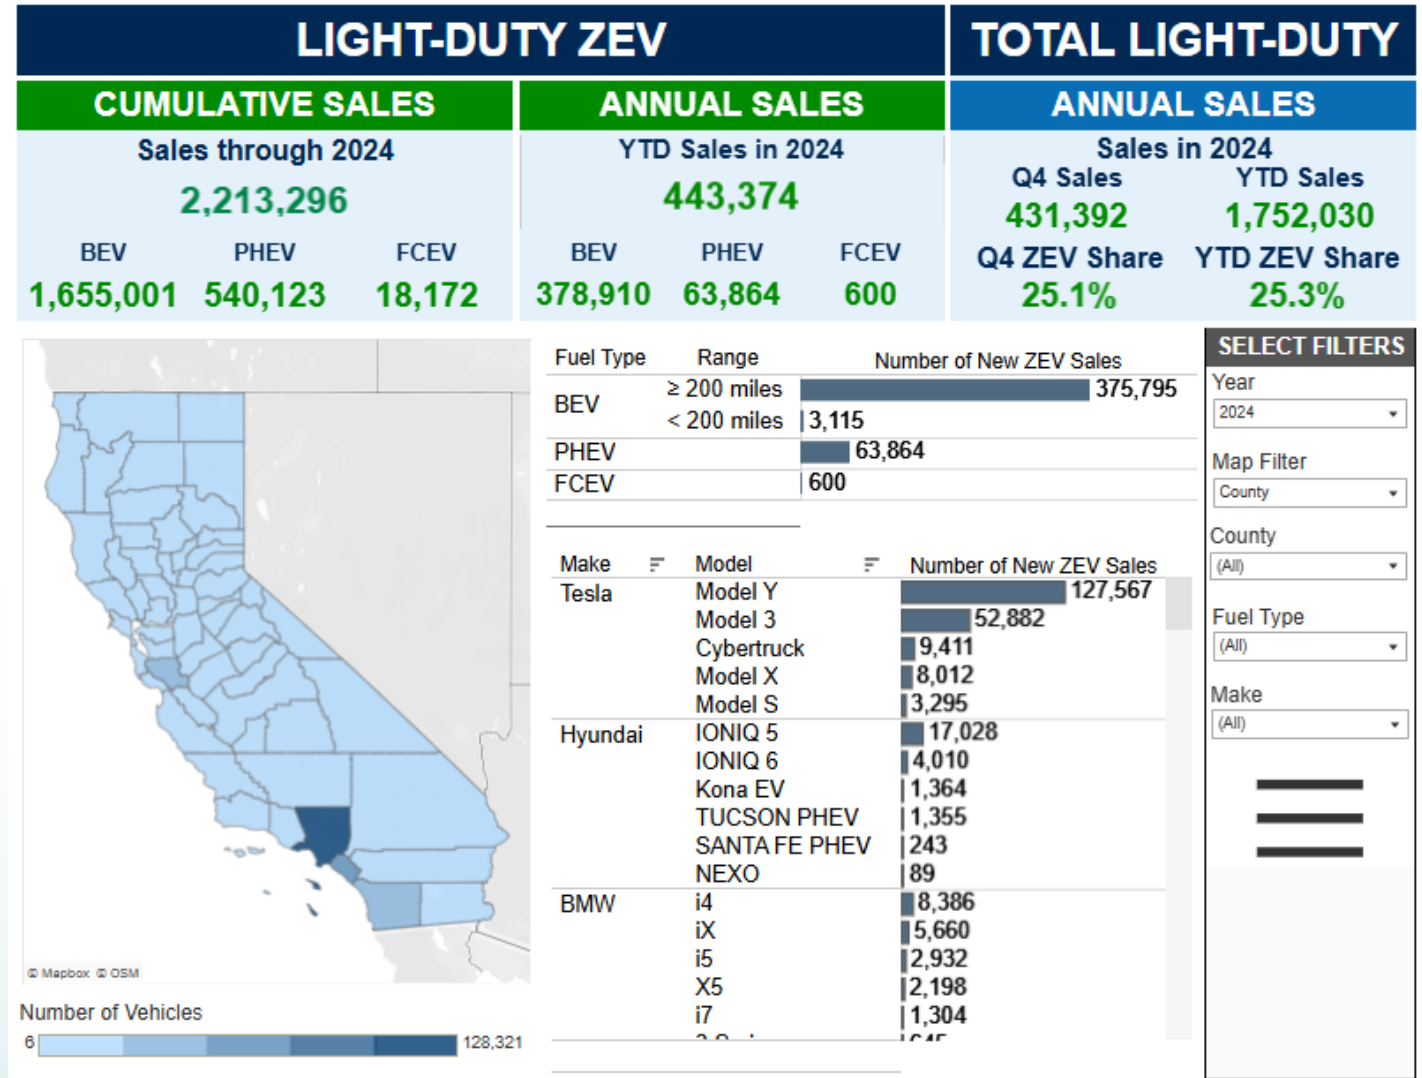 LIGHT-DUTY ZEV
TOTAL LIGHT-DUTY
CUMULATIVE SALES
ANNUAL SALES
ANNUAL SALES
Sales through 2024
2,213,296
BEV PHEV FCEV
1,655,001 540,123 18,172
YTD Sales in 2024
443,374
BEV PHEV FCEV
378,910 63,864 600
Sales in 2024
Q4 Sales YTD Sales
431,392 1,752,030
Q4 ZEV Share YTD ZEV Share
25.1% 25.3%
© Mapbox © OSM
Number of Vehicles
6 128,321
Fuel Type Range Number of New ZEV Sales
BEV ≥ 200 miles 375,795
< 200 miles 3,115
PHEV 63,864
FCEV 600
Make Model Number of New ZEV Sales
Tesla Model Y 127,567
Model 3 52,882
Cybertruck 9,411
Model X 8,012
Model S 3,295
Hyundai IONIQ 5 17,028
IONIQ 6 4,010
Kona EV 1,364
TUCSON PHEV 1,355
SANTA FE PHEV 243
NEXO 89
BMW i4 8,386
iX 5,660
i5 2,932
X5 2,198
i7 1,304
SELECT FILTERS
Year
2024
Map Filter
County
County
(All)
Fuel Type
(All)
Make
(All)